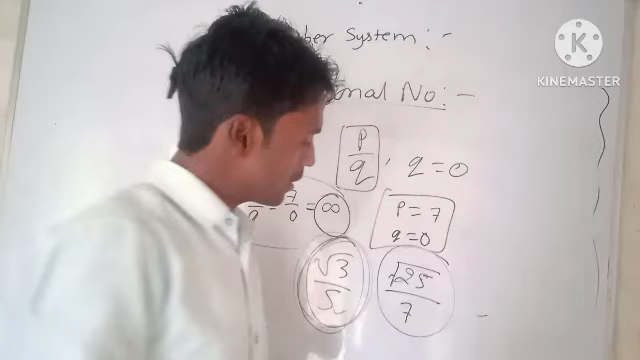 ber System :-
onal No :-
K
KINEMASTER
p/q , q = 0
7/0 = ∞
P = 7
q = 0
√3/5
√25/7